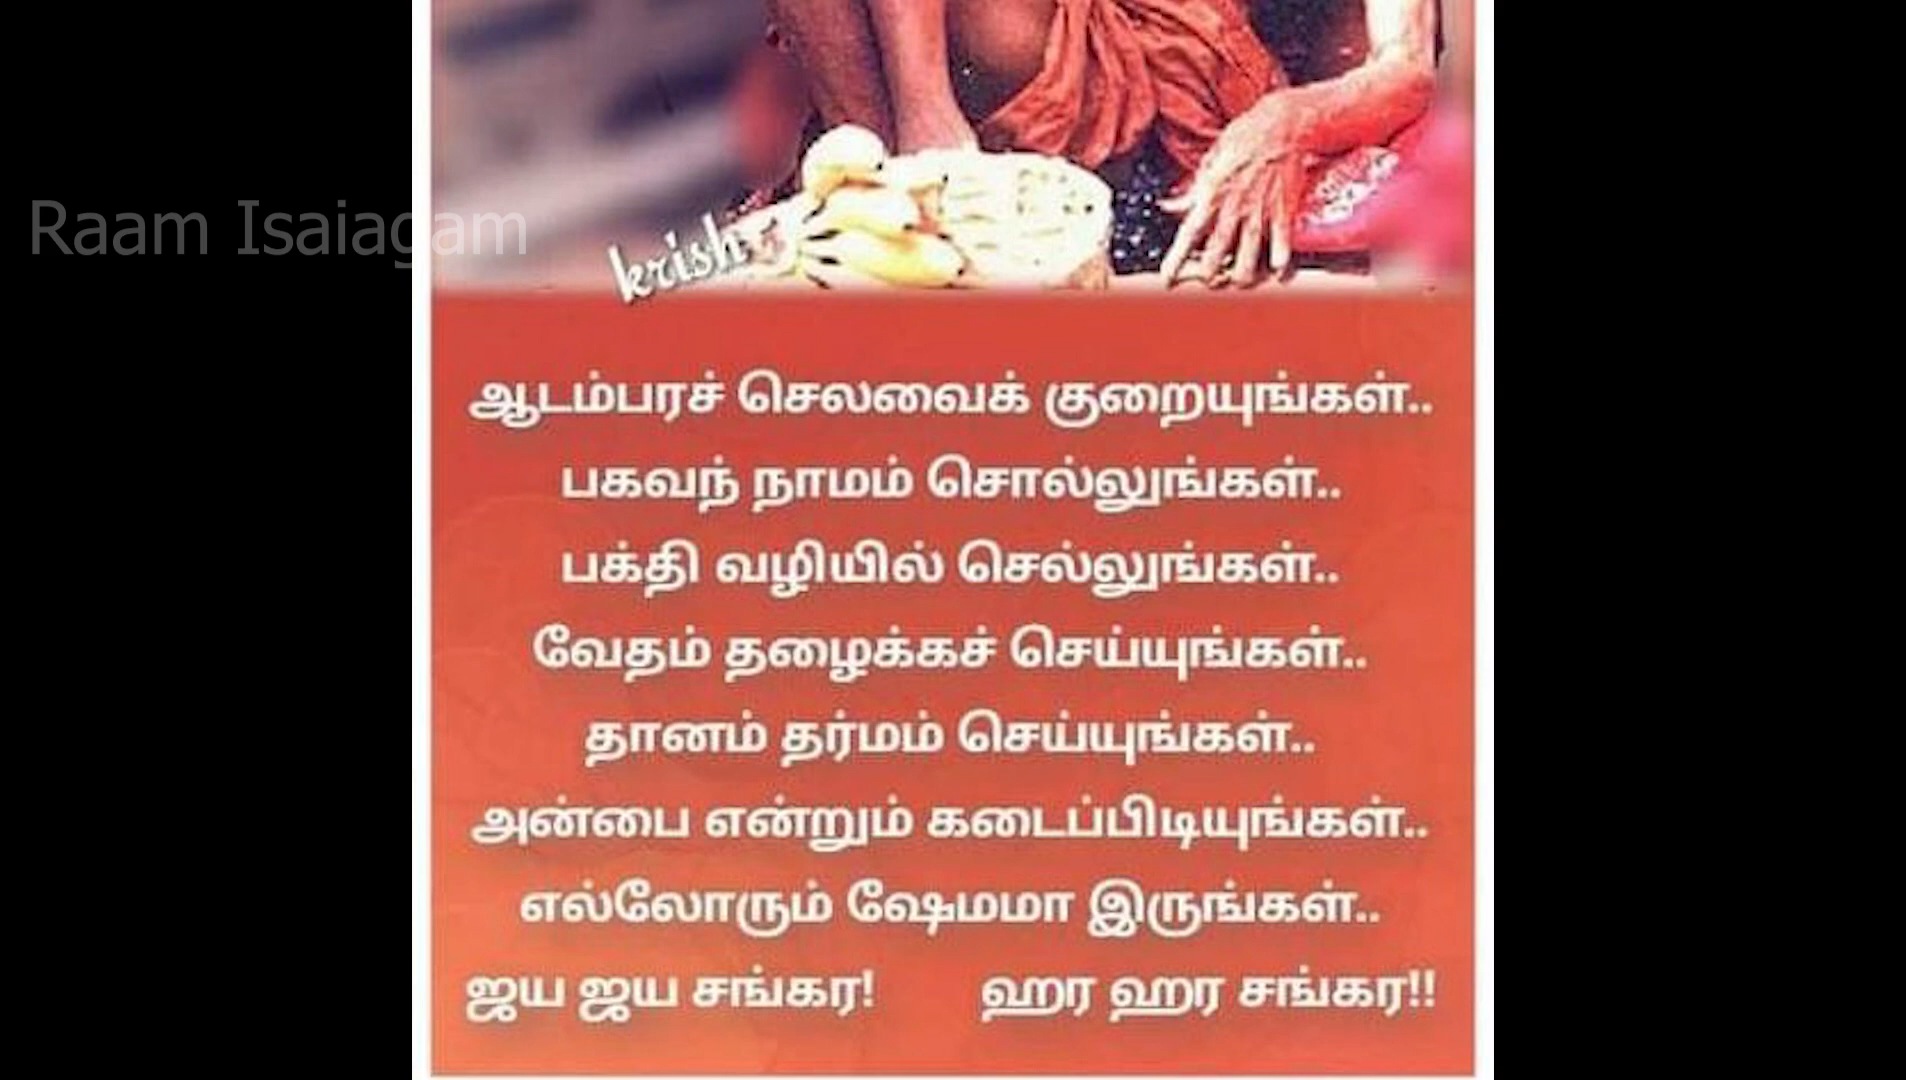 Raam Isaiagam
krish
ஆடம்பரச் செலவைக் குறையுங்கள்..
பகவந் நாமம் சொல்லுங்கள்..
பக்தி வழியில் செல்லுங்கள்..
வேதம் தழைக்கச் செய்யுங்கள்..
தானம் தர்மம் செய்யுங்கள்..
அன்பை என்றும் கடைப்பிடியுங்கள்..
எல்லோரும் ஷேமமா இருங்கள்..
ஜய ஜய சங்கர! ஹர ஹர சங்கர!!